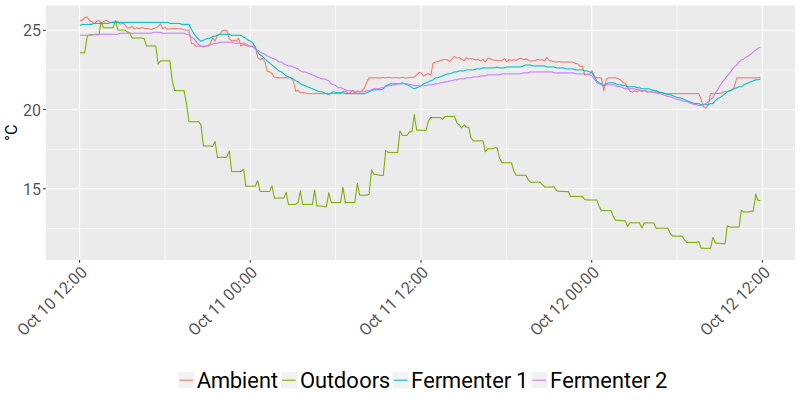 °C
25
20
15
Oct 10 12:00
Oct 11 00:00
Oct 11 12:00
Oct 12 00:00
Oct 12 12:00
Ambient Outdoors Fermenter 1 Fermenter 2